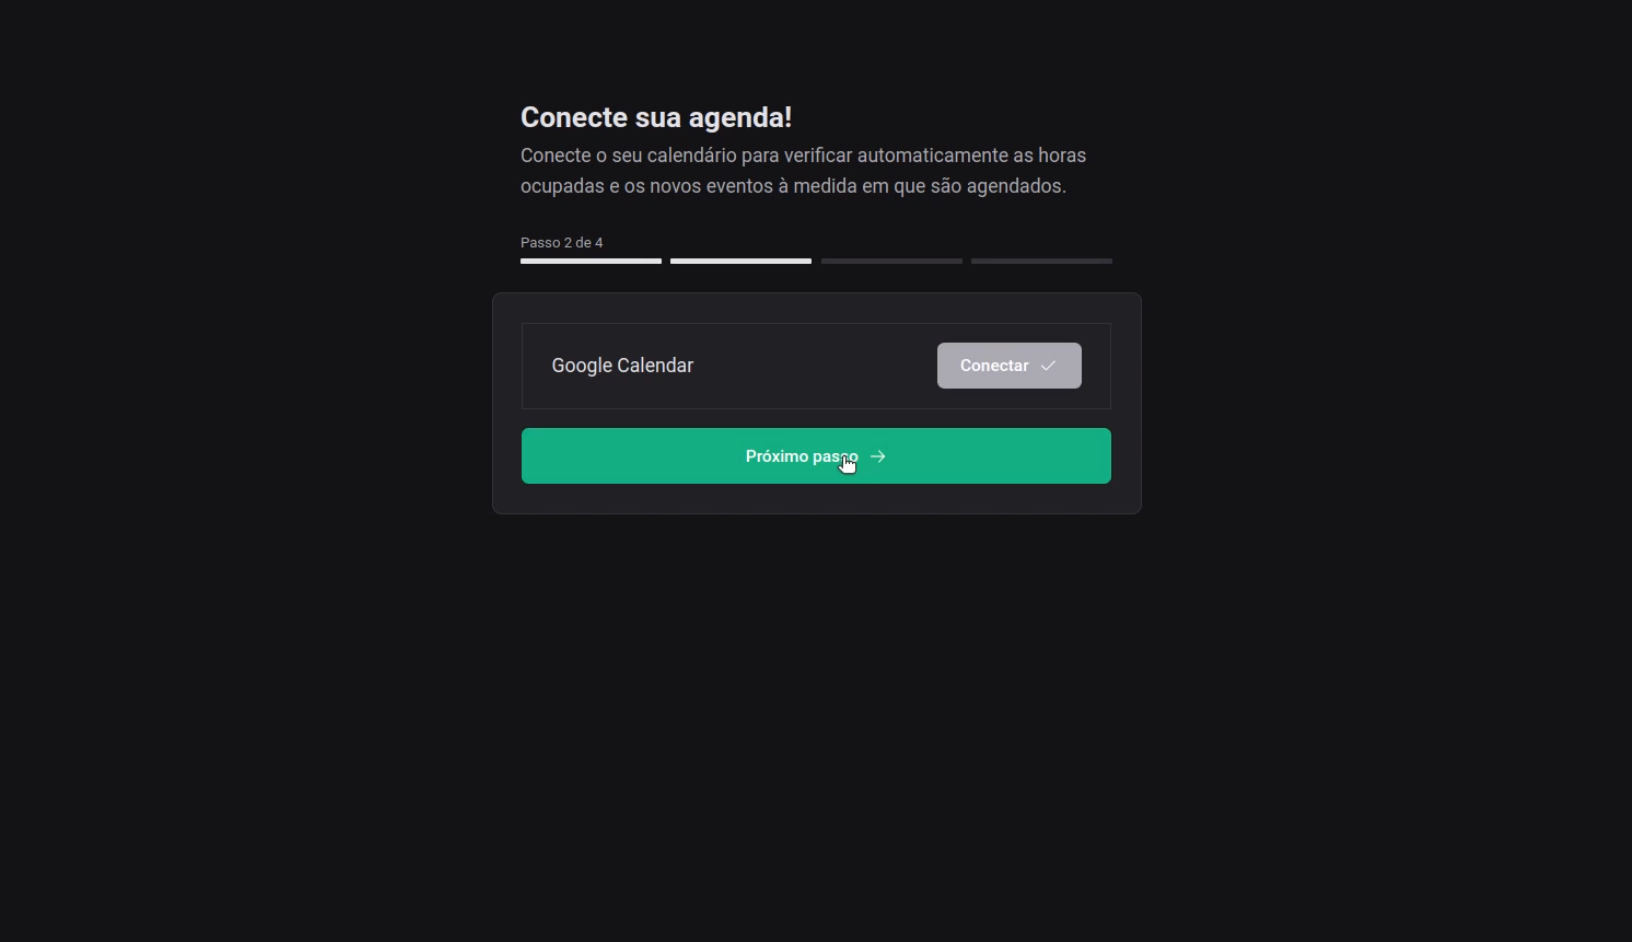 Conecte sua agenda!
Conecte o seu calendário para verificar automaticamente as horas
ocupadas e os novos eventos à medida em que são agendados.
Passo 2 de 4
Google Calendar
Conectar
Próximo passo